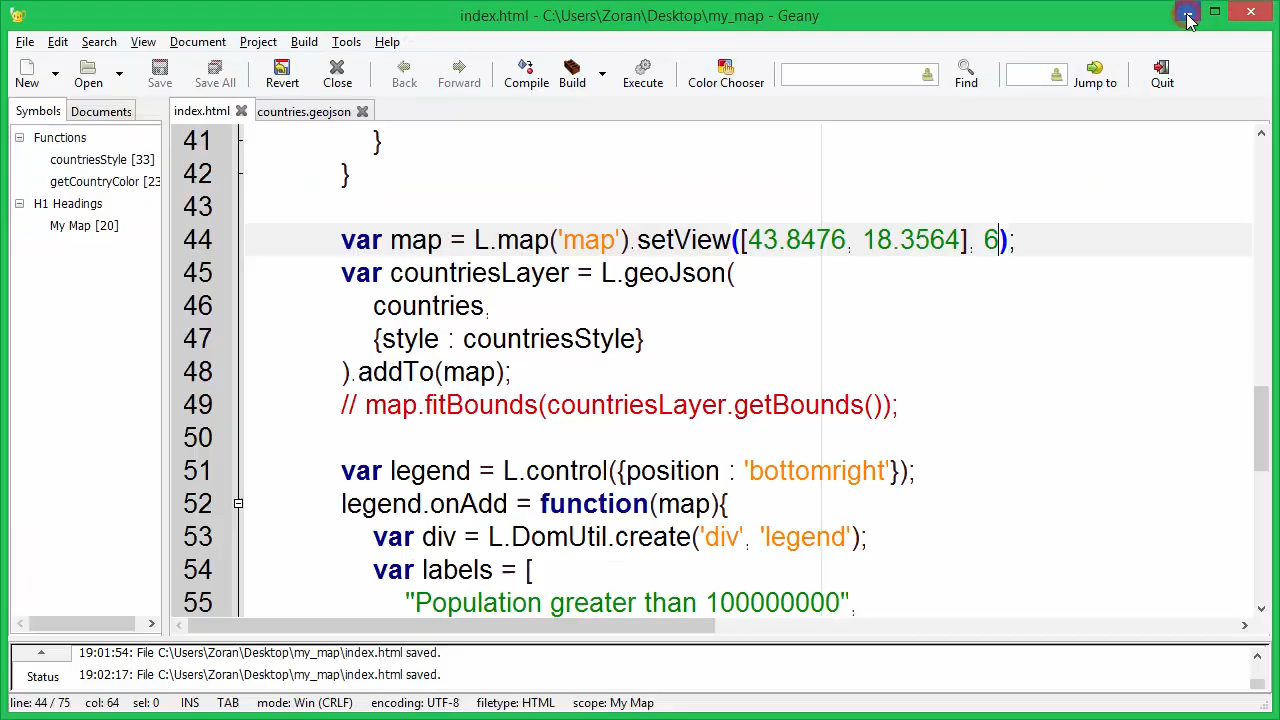 index.html - C:\Users\Zoran\Desktop\my_map - Geany
File Edit Search View Document Project Build Tools Help
New Open Save Save All Revert Close Back Forward Compile Build Execute Color Chooser Find Jump to Quit
Symbols Documents
index.html countries.geojson
Functions
countriesStyle [33]
getCountryColor [23
H1 Headings
My Map [20]
41 }
42 }
43
44 var map = L.map('map').setView([43.8476, 18.3564], 6);
45 var countriesLayer = L.geoJson(
46 countries,
47 {style : countriesStyle}
48 ).addTo(map);
49 // map.fitBounds(countriesLayer.getBounds());
50
51 var legend = L.control({position : 'bottomright'});
52 legend.onAdd = function(map){
53 var div = L.DomUtil.create('div', 'legend');
54 var labels = [
55 "Population greater than 100000000",
Status
19:01:54: File C:\Users\Zoran\Desktop\my_map\index.html saved.
19:02:17: File C:\Users\Zoran\Desktop\my_map\index.html saved.
line: 44 / 75 col: 64 sel: 0 INS TAB mode: Win (CRLF) encoding: UTF-8 filetype: HTML scope: My Map